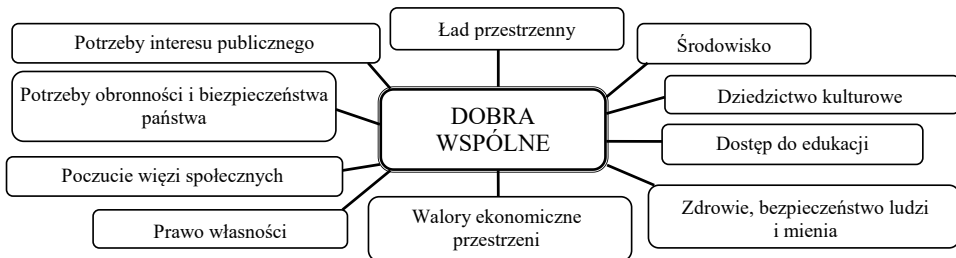 Ład przestrzenny
Potrzeby interesu publicznego
Środowisko
Potrzeby obronności i biezpieczeństwa
państwa
DOBRA
WSPÓLNE
Dziedzictwo kulturowe
Dostęp do edukacji
Poczucie więzi społecznych
Prawo własności
Walory ekonomiczne
przestrzeni
Zdrowie, bezpieczeństwo ludzi
i mienia